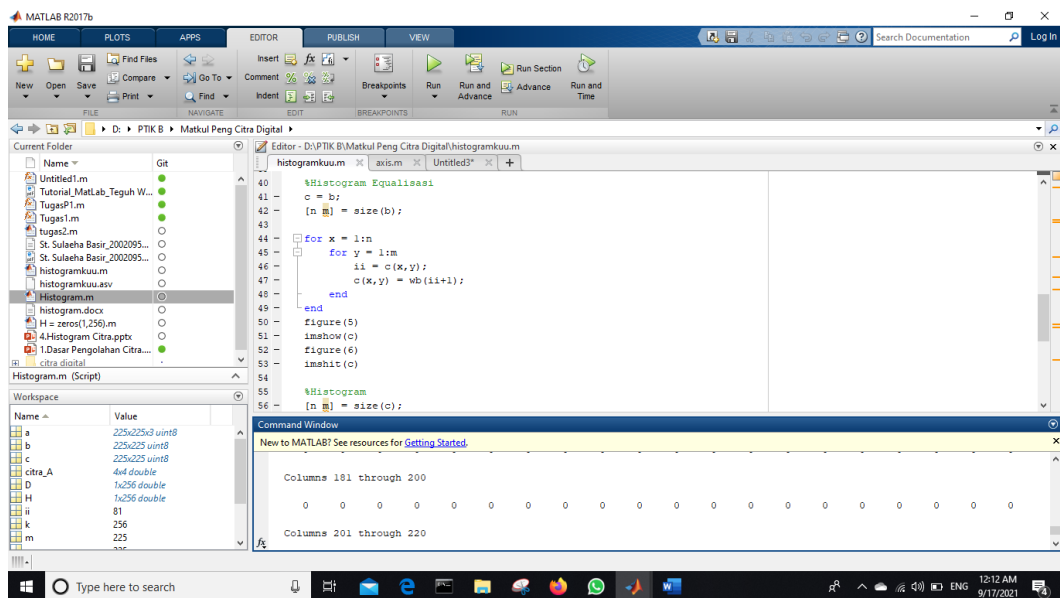 MATLAB R2017b
HOME PLOTS APPS EDITOR PUBLISH VIEW Search Documentation Log In
New Open Save Find Files Compare Print Go To Find Insert Comment Indent fx Breakpoints Run Run and Advance Run Section Advance Run and Time
FILE NAVIGATE EDIT BREAKPOINTS RUN
D: PTIK B Matkul Peng Citra Digital
Current Folder
Name Git
Untitled1.m
Tutorial_MatLab_Teguh W...
TugasP1.m
Tugas1.m
tugas2.m
St. Sulaeha Basir_2002095...
St. Sulaeha Basir_2002095...
histogramkuu.m
histogramkuu.asv
Histogram.m
histogram.docx
H = zeros(1,256).m
4.Histogram Citra.pptx
1.Dasar Pengolahan Citra....
citra digital
Histogram.m (Script)
Workspace
Name Value
a 225x225x3 uint8
b 225x225 uint8
c 225x225 uint8
citra_A 4x4 double
D 1x256 double
H 1x256 double
ii 81
k 256
m 225
Editor - D:\PTIK B\Matkul Peng Citra Digital\histogramkuu.m
histogramkuu.m axis.m Untitled3* +
40 %Histogram Equalisasi
41 - c = b;
42 - [n m] = size(b);
43
44 - for x = 1:n
45 - for y = 1:m
46 - ii = c(x,y);
47 - c(x,y) = wb(ii+1);
48 - end
49 - end
50 - figure(5)
51 - imshow(c)
52 - figure(6)
53 - imshit(c)
54
55 %Histogram
56 - [n m] = size(c);
Command Window
New to MATLAB? See resources for Getting Started.
Columns 181 through 200
0 0 0 0 0 0 0 0 0 0 0 0 0 0 0 0 0 0 0 0
Columns 201 through 220
fx
Type here to search ENG 12:12 AM
9/17/2021 4